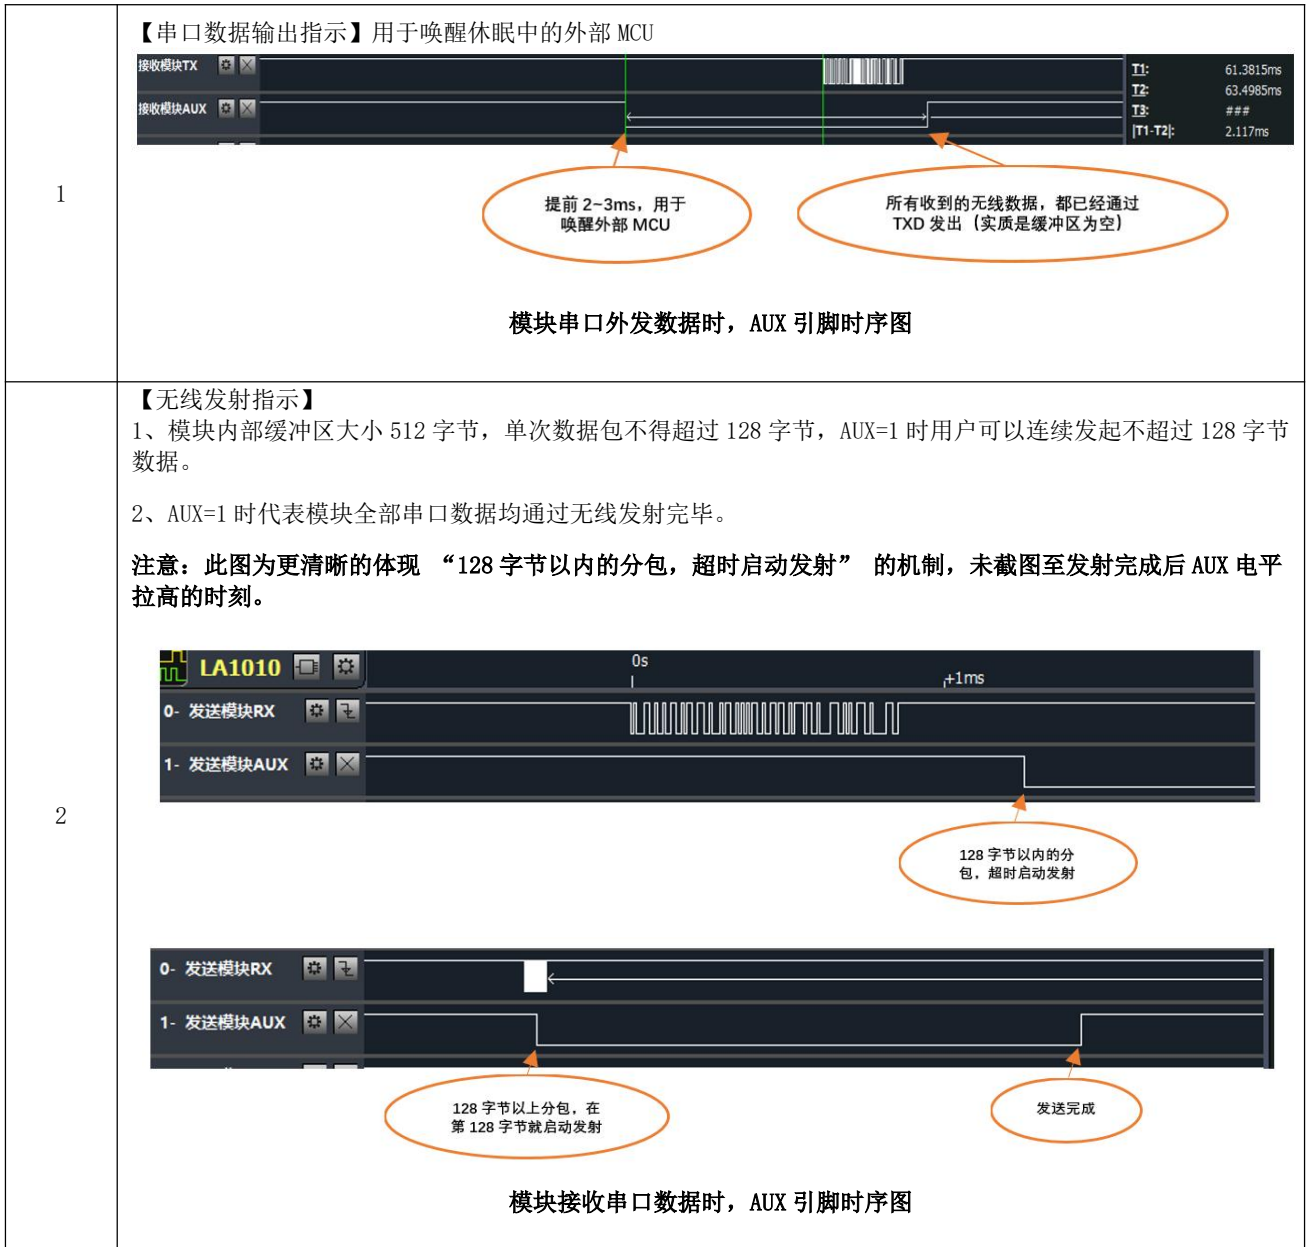 1
【串口数据输出指示】用于唤醒休眠中的外部 MCU
接收模块TX
接收模块AUX
T1: 61.3815ms
T2: 63.4985ms
T3: ###
|T1-T2|: 2.117ms
提前 2~3ms，用于
唤醒外部 MCU
所有收到的无线数据，都已经通过
TXD 发出（实质是缓冲区为空）
模块串口外发数据时，AUX 引脚时序图
2
【无线发射指示】
1、模块内部缓冲区大小 512 字节，单次数据包不得超过 128 字节，AUX=1 时用户可以连续发起不超过 128 字节
数据。
2、AUX=1 时代表模块全部串口数据均通过无线发射完毕。
注意：此图为更清晰的体现 “128 字节以内的分包，超时启动发射” 的机制，未截图至发射完成后 AUX 电平
拉高的时刻。
LA1010
0s
+1ms
0- 发送模块RX
1- 发送模块AUX
128 字节以内的分
包，超时启动发射
0- 发送模块RX
1- 发送模块AUX
128 字节以上分包，在
第 128 字节就启动发射
发送完成
模块接收串口数据时，AUX 引脚时序图